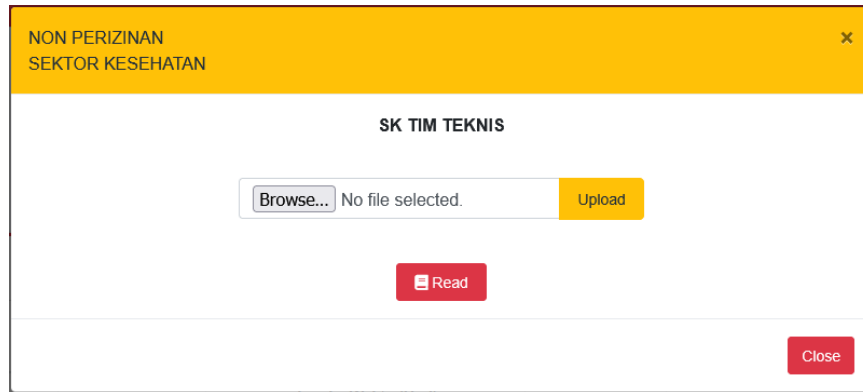 NON PERIZINAN
SEKTOR KESEHATAN
×
SK TIM TEKNIS
Browse... No file selected. Upload
Read
Close